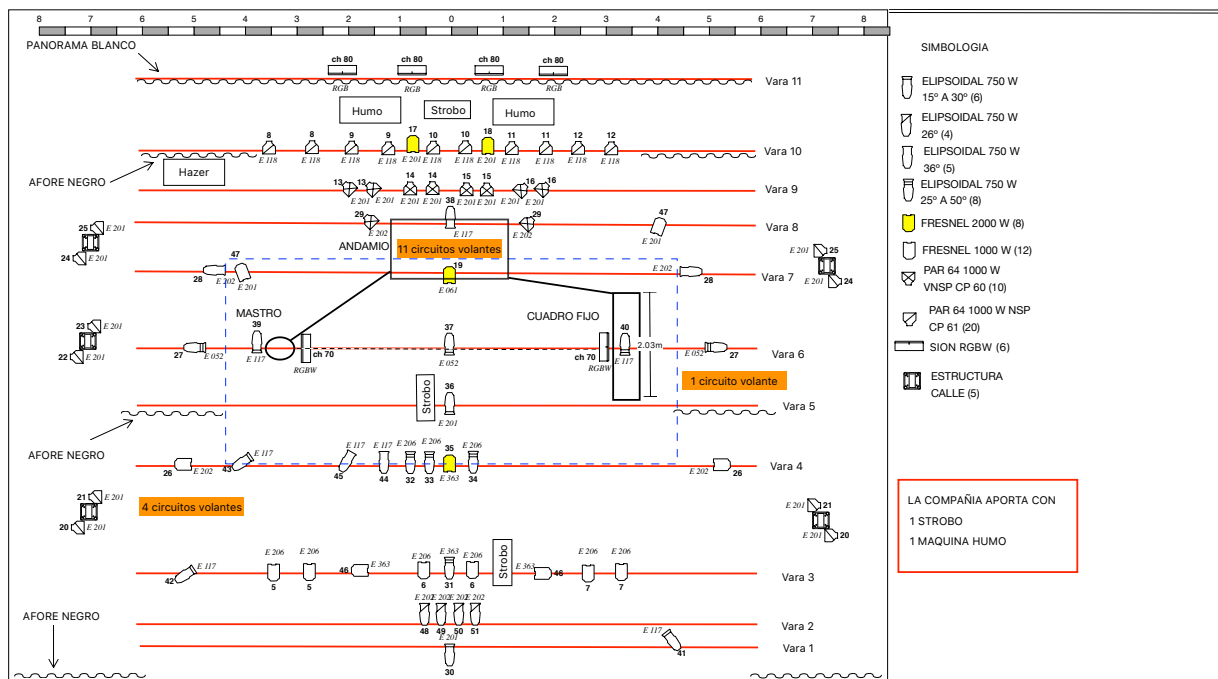 8 7 6 5 4 3 2 1 0 1 2 3 4 5 6 7 8
PANORAMA BLANCO
ch 80 ch 80 ch 80 ch 80
RGB RGB RGB RGB
Vara 11
Humo Strobo Humo
8 8 9 9 17 10 10 18 11 11 12 12
E 118 E 118 E 118 E 118 E 201 E 118 E 118 E 201 E 118 E 118 E 118 E 118
Vara 10
AFORE NEGRO
Hazer
13 13 14 14 15 15 16 16
E 201 E 201 E 201 E 201 E 201 E 201 E 201 E 201
Vara 9
38
29 29 47
E 202 E 117 E 202 E 201
Vara 8
25 E 201
24 E 201
ANDAMIO
11 circuitos volantes
E 201 25
E 201 24
47 19
28 E 202 E 201 E 061 E 202 28
Vara 7
MASTRO
CUADRO FIJO
23 E 201
22 E 201
39 37 40
27 E 052 E 117 ch 70 RGBW E 052 ch 70 RGBW E 117 2.03m E 052 27
Vara 6
1 circuito volante
36
Strobo
E 201
Vara 5
AFORE NEGRO
E 117 E 117 E 117 E 206 E 206 35 E 206
26 E 202 43 45 44 32 33 E 363 34 E 202 26
Vara 4
21 E 201
20 E 201
4 circuitos volantes
E 201 21
E 201 20
E 206 E 206 E 206 E 363 E 206 E 206 E 206
42 E 117 5 5 46 E 363 6 31 6 Strobo E 363 46 7 7
Vara 3
E 202 E 202 E 202 E 202
48 49 50 51
Vara 2
AFORE NEGRO
E 201
30
E 117 41
Vara 1
SIMBOLOGIA
ELIPSOIDAL 750 W
15º A 30º (6)
ELIPSOIDAL 750 W
26º (4)
ELIPSOIDAL 750 W
36º (5)
ELIPSOIDAL 750 W
25º A 50º (8)
FRESNEL 2000 W (8)
FRESNEL 1000 W (12)
PAR 64 1000 W
VNSP CP 60 (10)
PAR 64 1000 W NSP
CP 61 (20)
SION RGBW (6)
ESTRUCTURA
CALLE (5)
LA COMPAÑIA APORTA CON
1 STROBO
1 MAQUINA HUMO